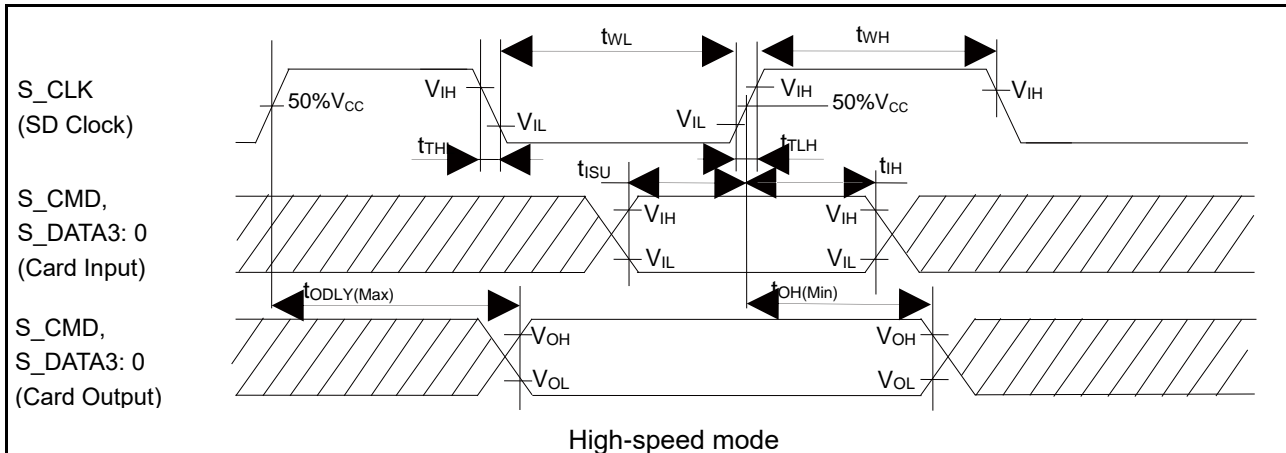 tWL
tWH
S_CLK
(SD Clock)
50%VCC
VIH
VIL
VIL
VIH
50%VCC
VIH
tTHL
tTLH
tISU
tIH
S_CMD,
S_DATA3: 0
(Card Input)
VIH
VIL
VIH
VIL
tODLY(Max)
tOH(Min)
S_CMD,
S_DATA3: 0
(Card Output)
VOH
VOL
VOH
VOL
High-speed mode